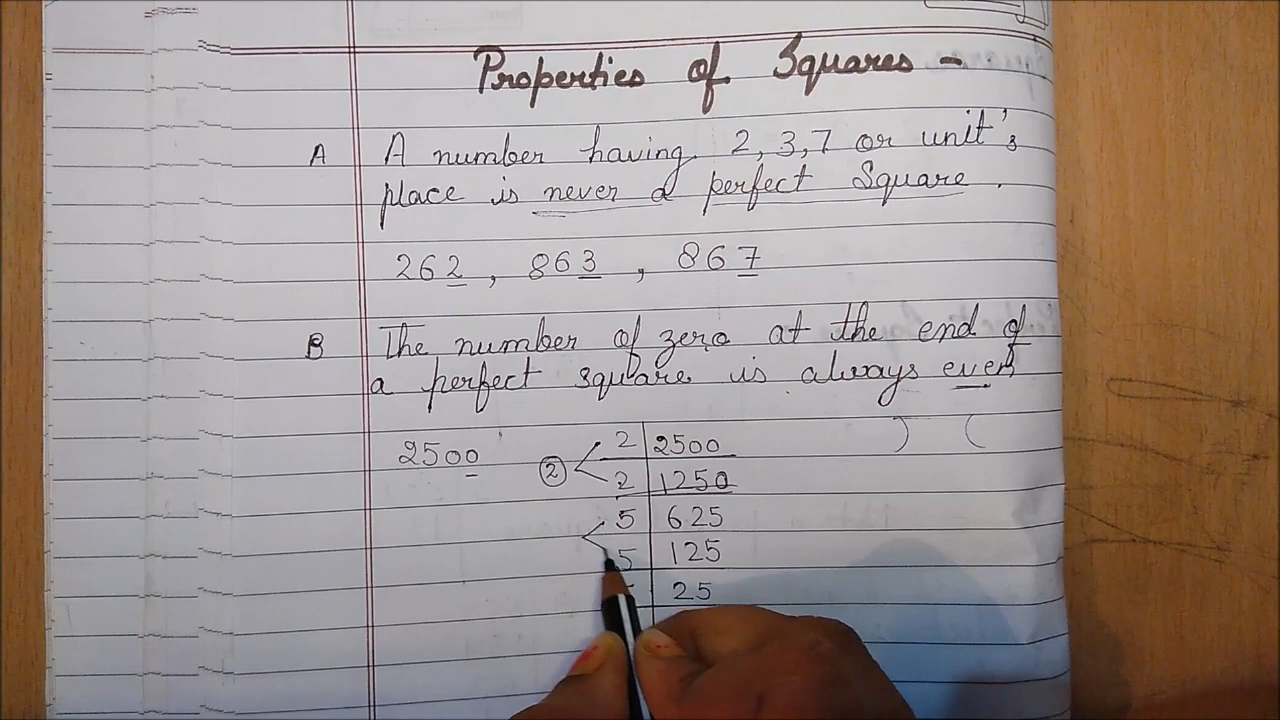 Properties of Squares -
A A number having 2, 3, 7 or unit's
place is never a perfect Square.
262, 863, 867
B The number of zero at the end of
a perfect square is always even
2500
2 2 2500
2 1250
5 625
5 125
25